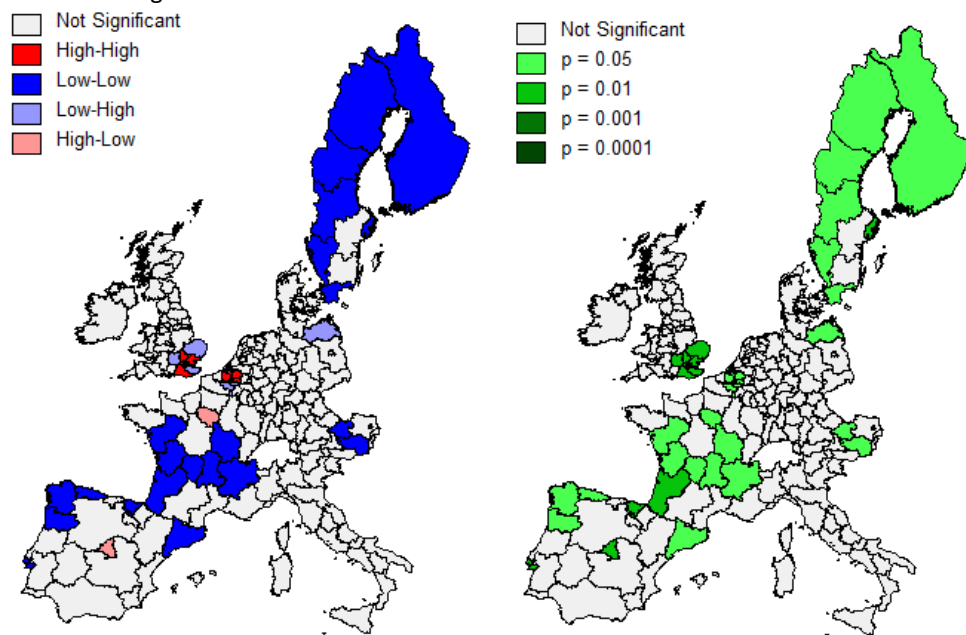 Not Significant
High-High
Low-Low
Low-High
High-Low
Not Significant
p = 0.05
p = 0.01
p = 0.001
p = 0.0001